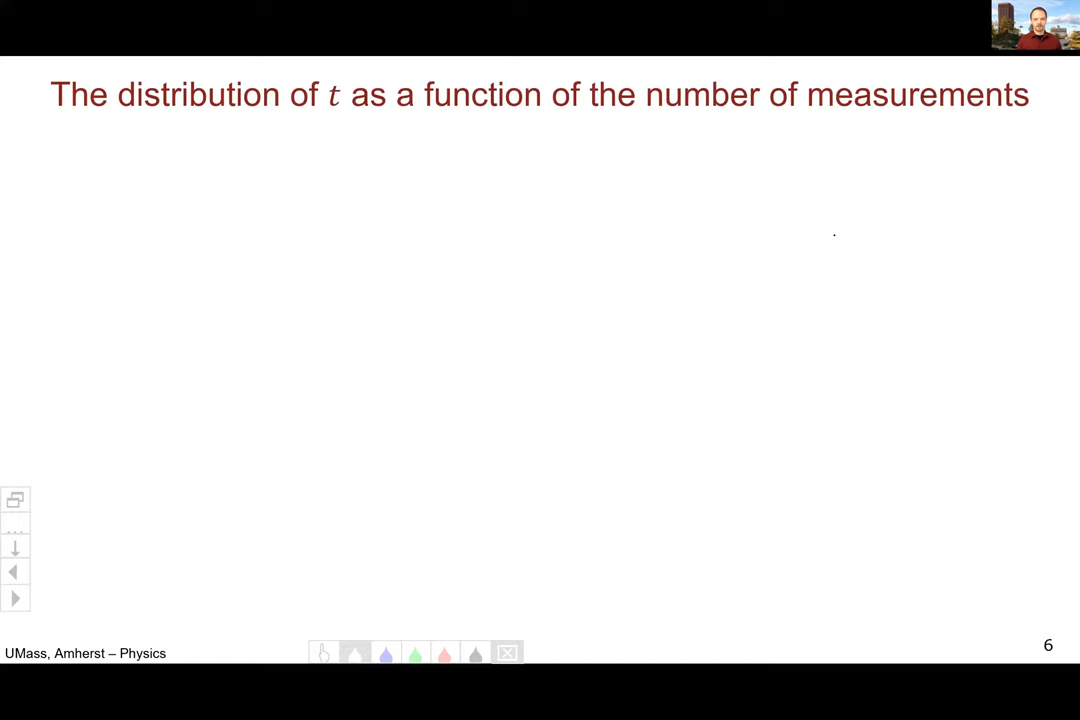 The distribution of t as a function of the number of measurements
UMass, Amherst – Physics
6